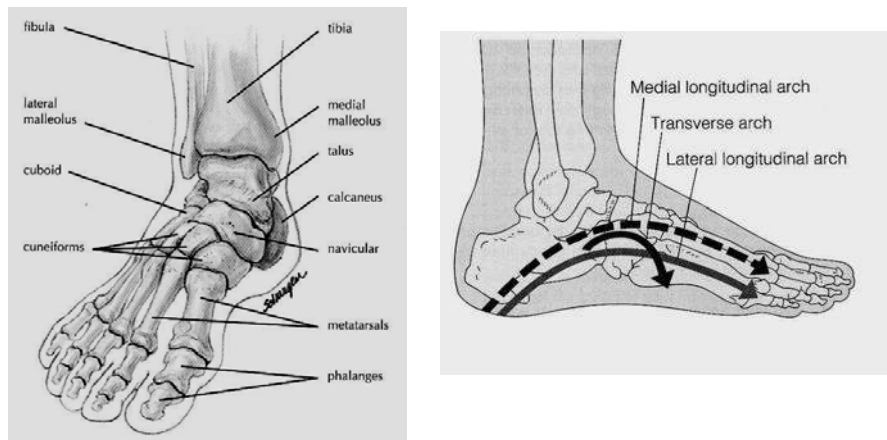 fibula
tibia
lateral
malleolus
medial
malleolus
talus
cuboid
calcaneus
cuneiforms
navicular
metatarsals
phalanges
Medial longitudinal arch
Transverse arch
Lateral longitudinal arch